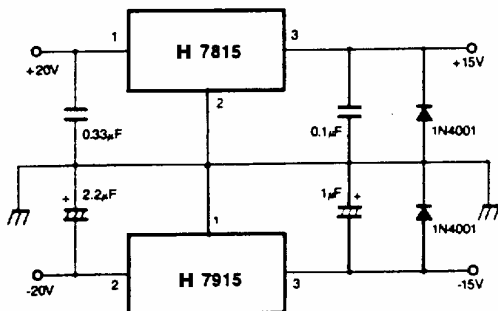 1 H 7815 3
+20V +15V
2
0.33µF 0.1µF 1N4001
2.2µF + 1µF +
1 1N4001
-20V 2 H 7915 3 -15V